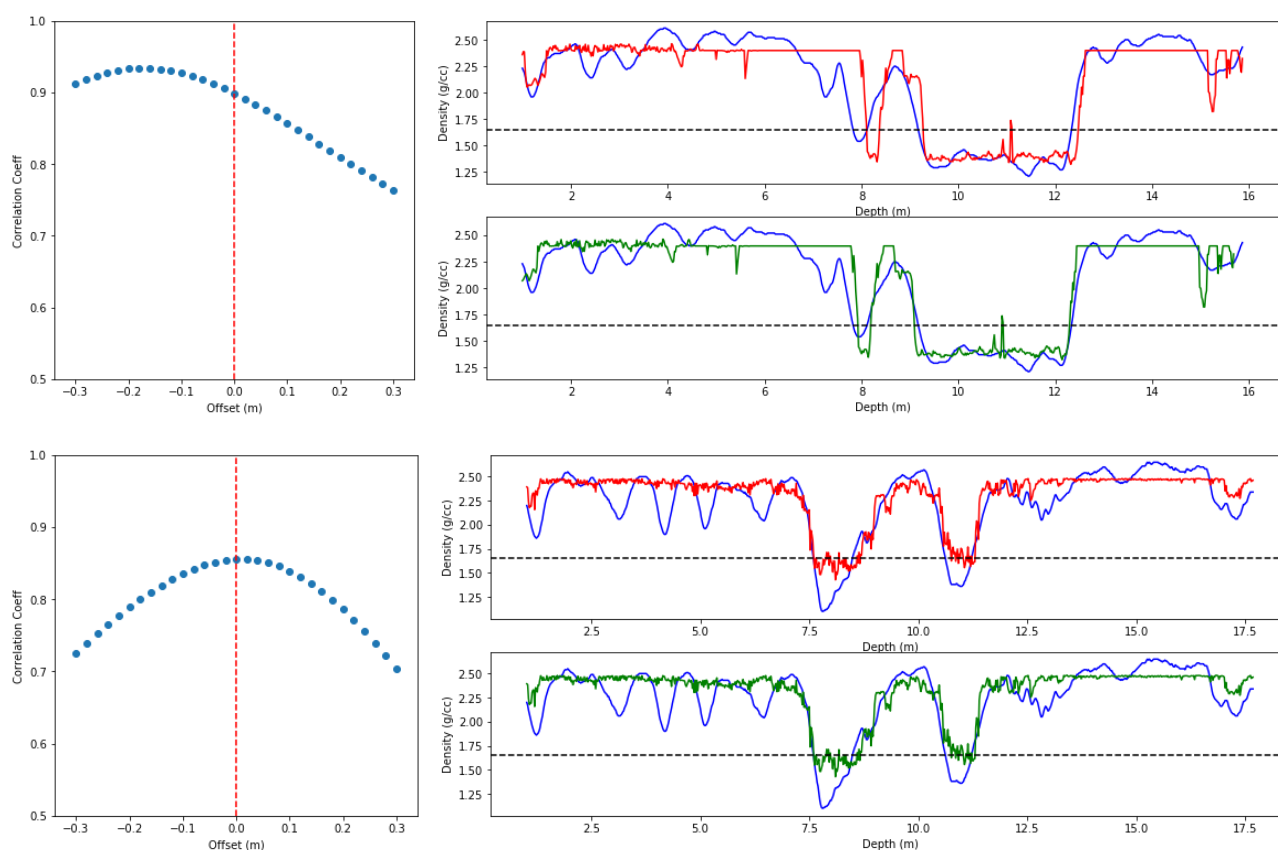 1.0
0.9
0.8
0.7
0.6
0.5
Correlation Coeff
−0.3 −0.2 −0.1 0.0 0.1 0.2 0.3
Offset (m)
2.50
2.25
2.00
1.75
1.50
1.25
Density (g/cc)
2 4 6 8 10 12 14 16
Depth (m)
2.50
2.25
2.00
1.75
1.50
1.25
Density (g/cc)
2 4 6 8 10 12 14 16
Depth (m)
1.0
0.9
0.8
0.7
0.6
0.5
Correlation Coeff
−0.3 −0.2 −0.1 0.0 0.1 0.2 0.3
Offset (m)
2.50
2.25
2.00
1.75
1.50
1.25
Density (g/cc)
2.5 5.0 7.5 10.0 12.5 15.0 17.5
Depth (m)
2.50
2.25
2.00
1.75
1.50
1.25
Density (g/cc)
2.5 5.0 7.5 10.0 12.5 15.0 17.5
Depth (m)